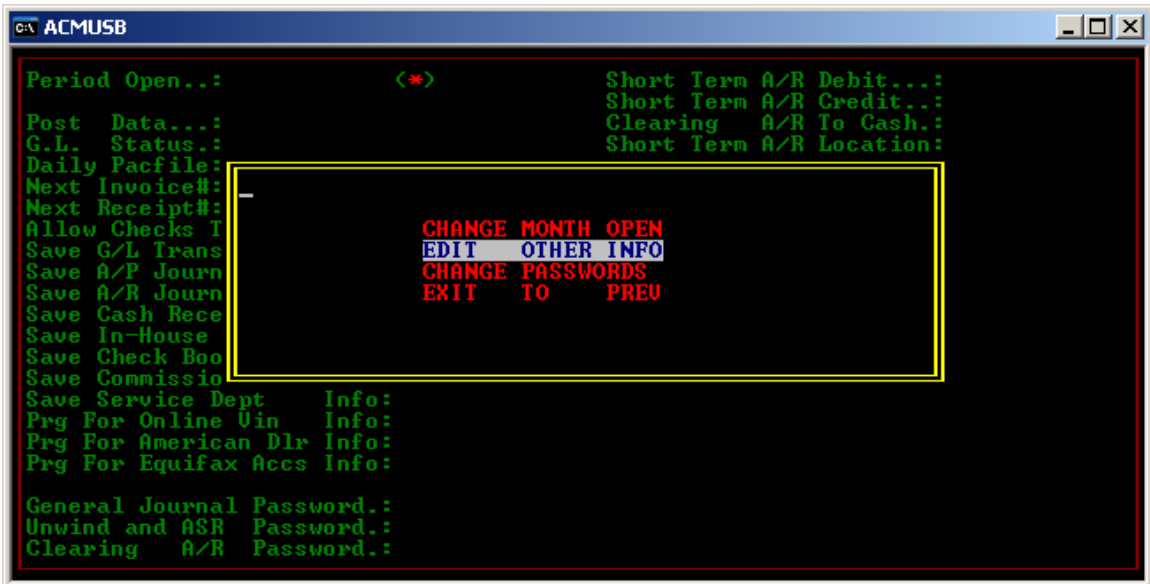 ACMUSB
Period Open..: (*) Short Term A/R Debit...:
Short Term A/R Credit..:
Post Data...: Clearing A/R To Cash.:
G.L. Status.: Short Term A/R Location:
Daily Pacfile:
Next Invoice#:
Next Receipt#:
Allow Checks T
Save G/L Trans
Save A/P Journ
Save A/R Journ
Save Cash Rece
Save In-House
Save Check Boo
Save Commissio
CHANGE MONTH OPEN
EDIT OTHER INFO
CHANGE PASSWORDS
EXIT TO PREV
Save Service Dept Info:
Prg For Online Vin Info:
Prg For American Dlr Info:
Prg For Equifax Accs Info:
General Journal Password.:
Unwind and ASR Password.:
Clearing A/R Password.: